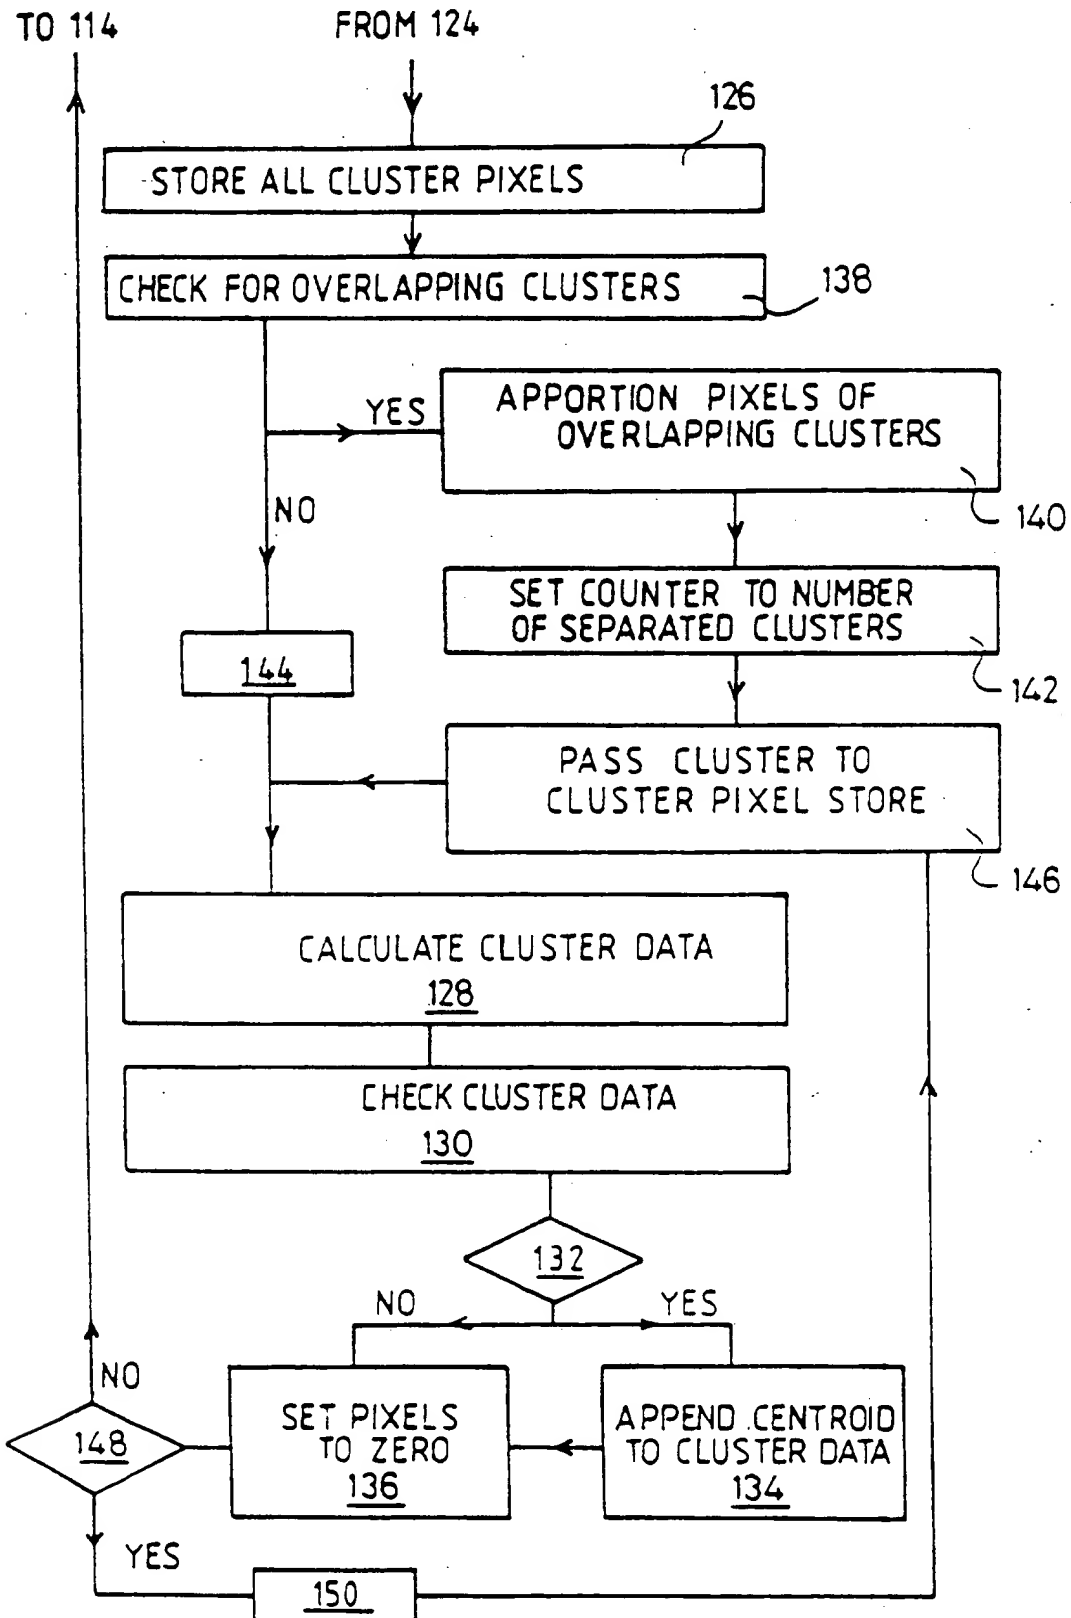 TO 114
FROM 124
126
STORE ALL CLUSTER PIXELS
CHECK FOR OVERLAPPING CLUSTERS
138
YES
APPORTION PIXELS OF
OVERLAPPING CLUSTERS
140
NO
SET COUNTER TO NUMBER
OF SEPARATED CLUSTERS
142
144
PASS CLUSTER TO
CLUSTER PIXEL STORE
146
CALCULATE CLUSTER DATA
128
CHECK CLUSTER DATA
130
132
NO
YES
NO
148
SET PIXELS
TO ZERO
136
APPEND CENTROID
TO CLUSTER DATA
134
YES
150